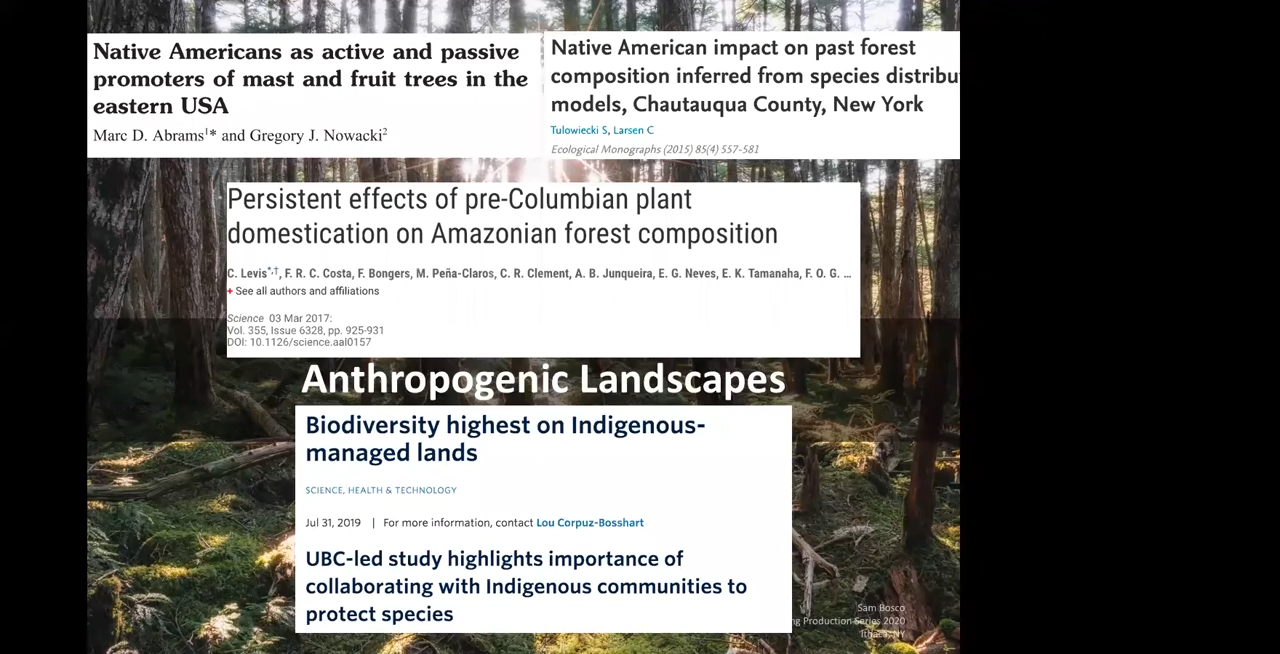 Native Americans as active and passive
promoters of mast and fruit trees in the
eastern USA
Marc D. Abrams¹* and Gregory J. Nowacki²
Native American impact on past forest
composition inferred from species distribu
models, Chautauqua County, New York
Tulowiecki S, Larsen C
Ecological Monographs (2015) 85(4) 557-581
Persistent effects of pre-Columbian plant
domestication on Amazonian forest composition
C. Levis*,†, F. R. C. Costa, F. Bongers, M. Peña-Claros, C. R. Clement, A. B. Junqueira, E. G. Neves, E. K. Tamanaha, F. O. G. ...
+ See all authors and affiliations
Science 03 Mar 2017:
Vol. 355, Issue 6328, pp. 925-931
DOI: 10.1126/science.aal0157
Anthropogenic Landscapes
Biodiversity highest on Indigenous-
managed lands
SCIENCE, HEALTH & TECHNOLOGY
Jul 31, 2019 | For more information, contact Lou Corpuz-Bosshart
UBC-led study highlights importance of
collaborating with Indigenous communities to
protect species
Sam Bosco
ng Production Series 2020
Ithaca, NY